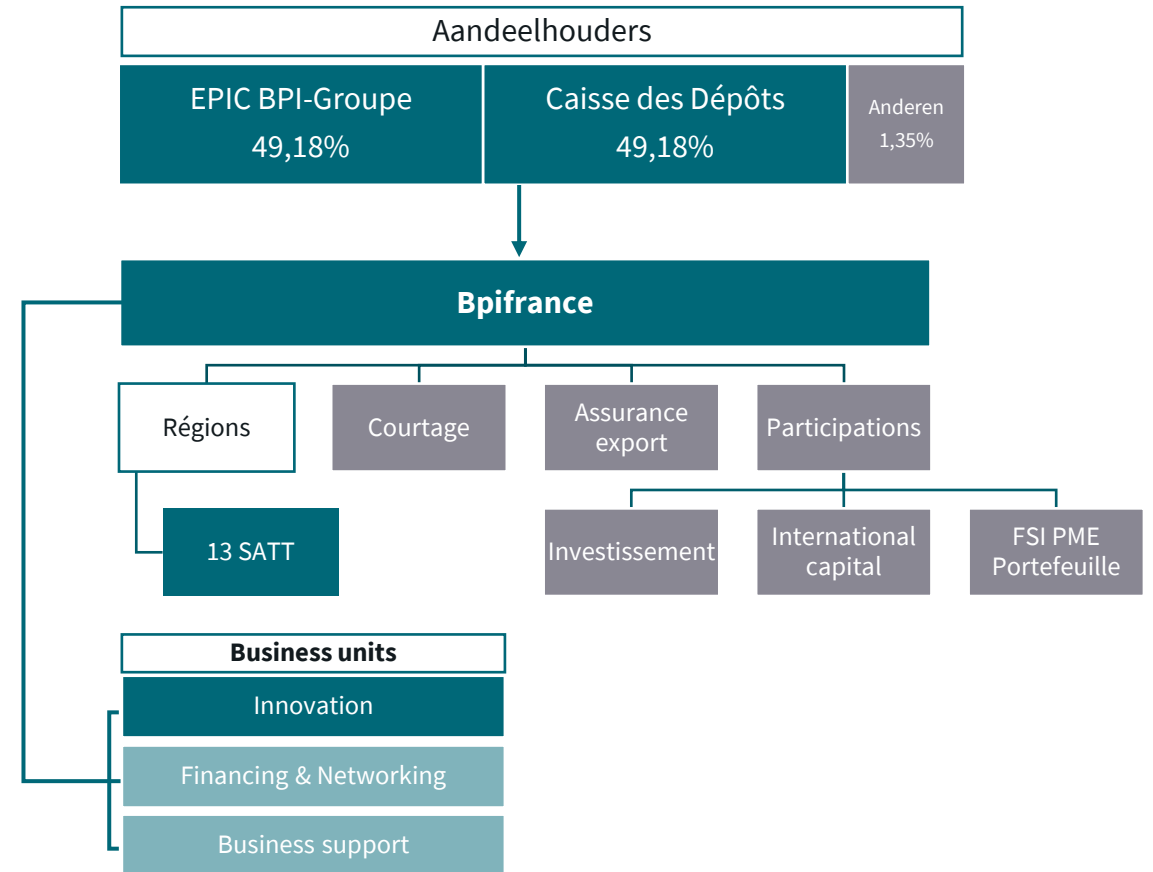 Aandeelhouders
EPIC BPI-Groupe
49,18%
Caisse des Dépôts
49,18%
Anderen
1,35%
Bpifrance
Régions
Courtage
Assurance
export
Participations
13 SATT
Investissement
International
capital
FSI PME
Portefeuille
Business units
Innovation
Financing & Networking
Business support